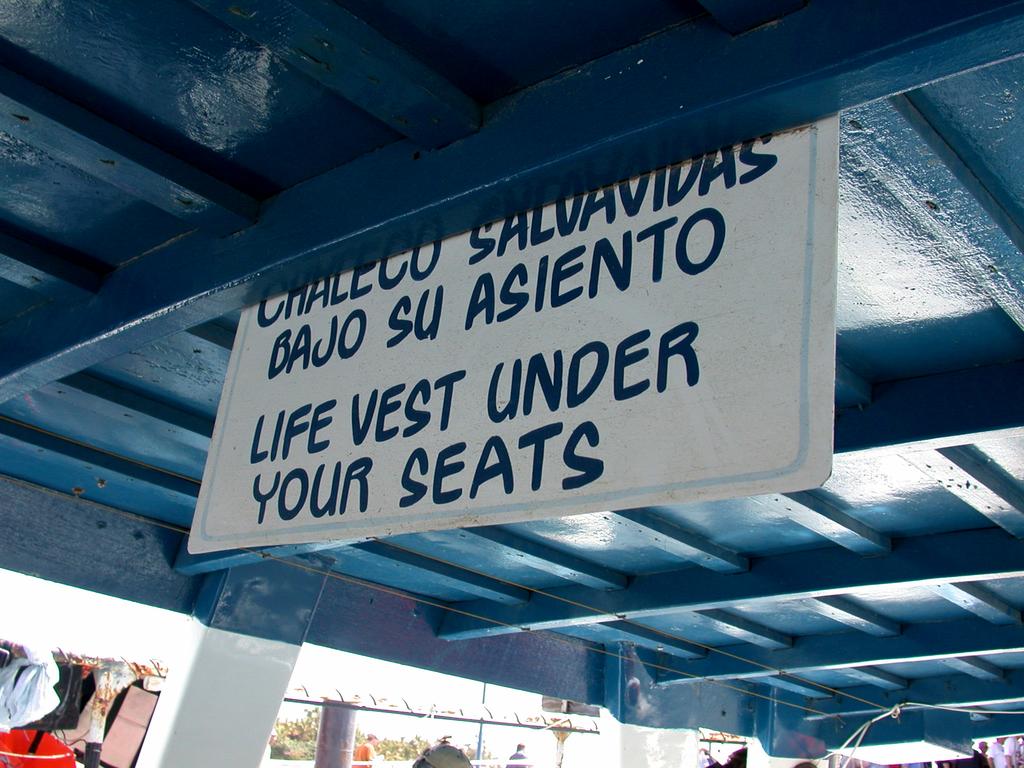 CHALECO SALVAVIDAS
BAJO SU ASIENTO
LIFE VEST UNDER
YOUR SEATS